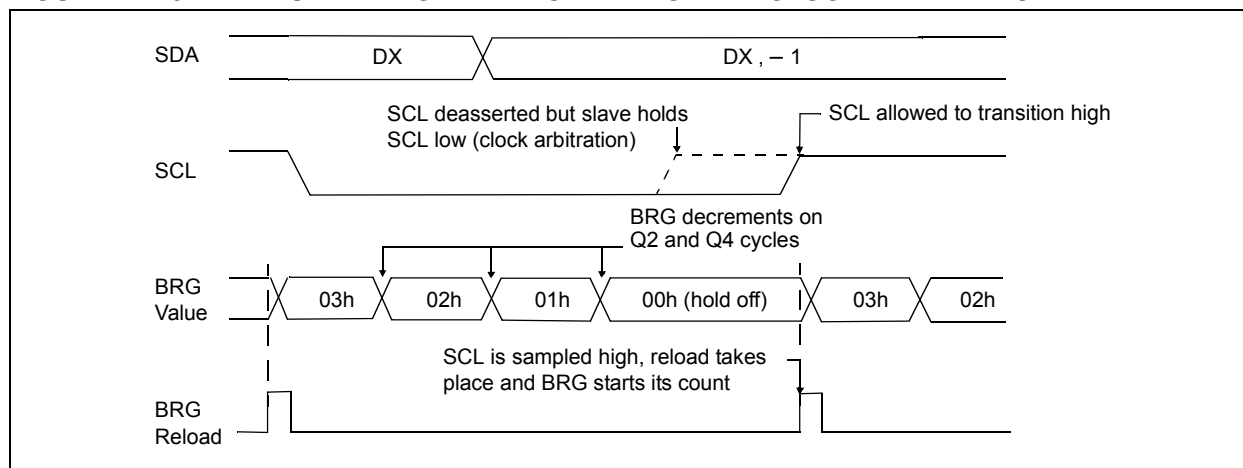 SDA
DX
DX , – 1
SCL deasserted but slave holds
SCL low (clock arbitration)
SCL allowed to transition high
SCL
BRG decrements on
Q2 and Q4 cycles
BRG
Value
03h
02h
01h
00h (hold off)
03h
02h
SCL is sampled high, reload takes
place and BRG starts its count
BRG
Reload